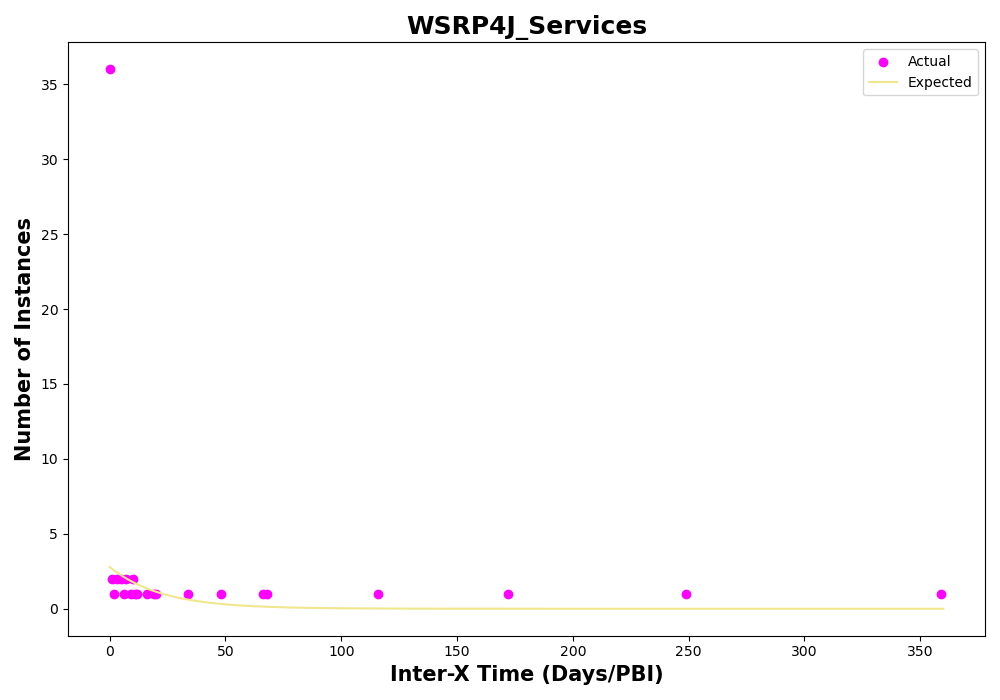 WSRP4J_Services
Actual
Expected
Number of Instances
35
30
25
20
15
10
5
0
0 50 100 150 200 250 300 350
Inter-X Time (Days/PBI)